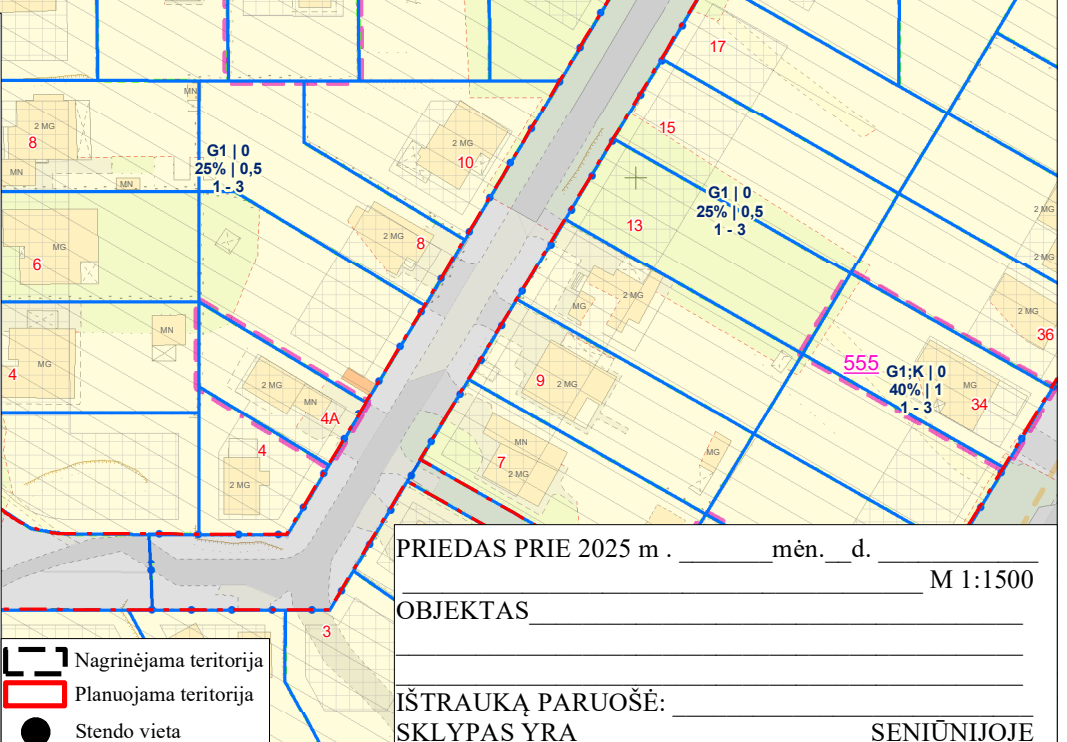 17
MN
2 MG
8
15
2 MG
10
G1 | 0
25% | 0,5
1 - 3
MN
MN
G1 | 0
25% | 0,5
1 - 3
2 MG
13
2 MG
8
MG
6
2 MG
2 MG
MG
MN
36
MG
4
555
G1;K | 0
40% | 1
1 - 3
MG
34
9
2 MG
2 MG
MN
4A
4
MN
7
2 MG
MG
2 MG
PRIEDAS PRIE 2025 m . _______mėn.__d. ____________
_______________________________________ M 1:1500
OBJEKTAS_____________________________________
_______________________________________________
_______________________________________________
3
Nagrinėjama teritorija
Planuojama teritorija
IŠTRAUKĄ PARUOŠĖ: ___________________________
Stendo vieta
SKLYPAS YRA SENIŪNIJOJE